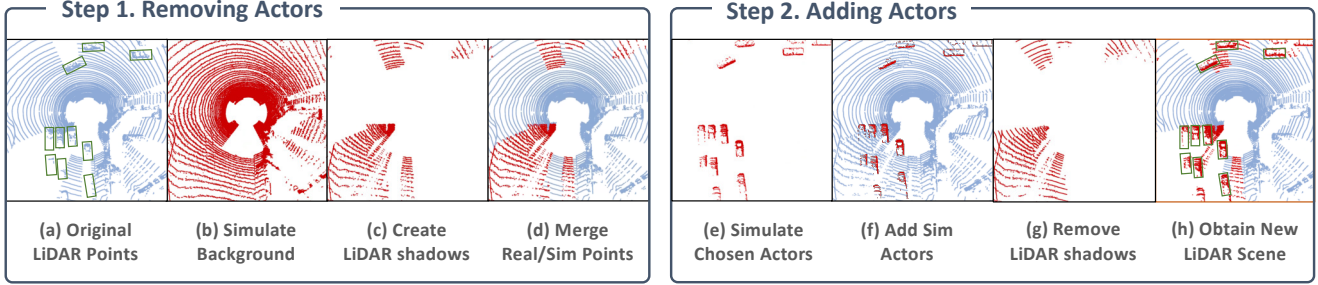 Step 1. Removing Actors
(a) Original
LiDAR Points
(b) Simulate
Background
(c) Create
LiDAR shadows
(d) Merge
Real/Sim Points
Step 2. Adding Actors
(e) Simulate
Chosen Actors
(f) Add Sim
Actors
(g) Remove
LiDAR shadows
(h) Obtain New
LiDAR Scene